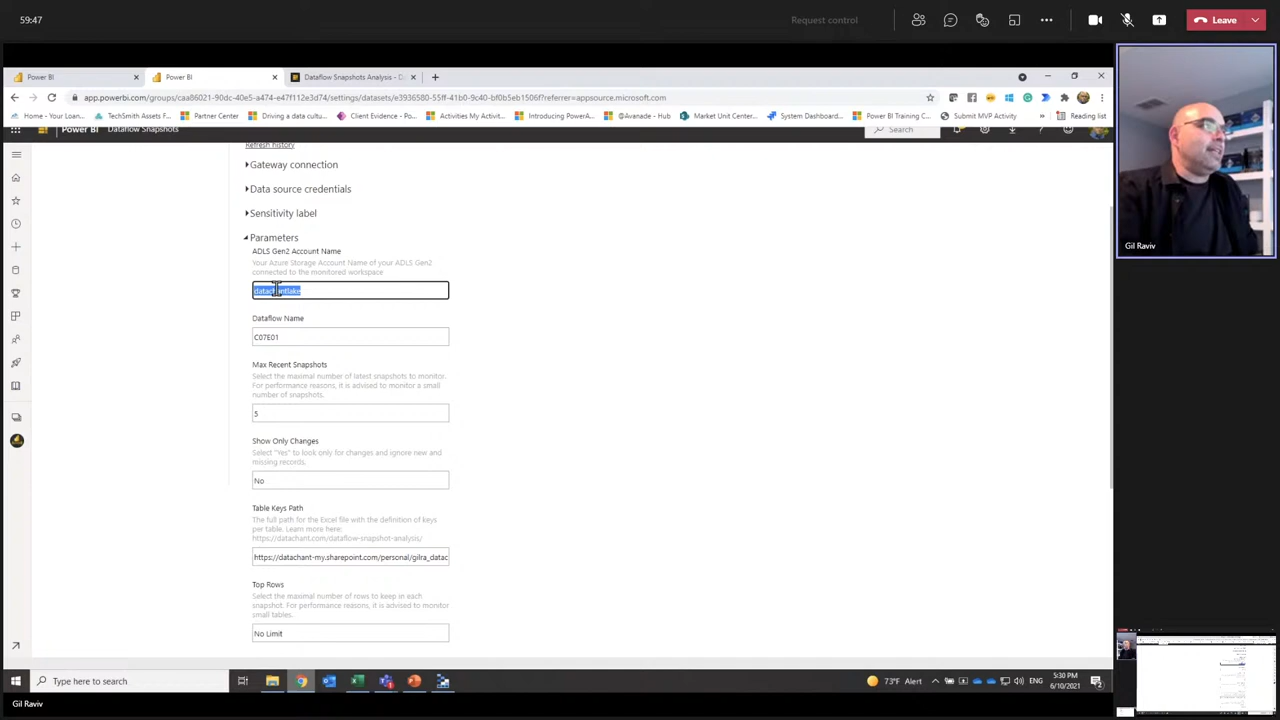 59:47
Request control
Leave
Power BI
Power BI
Dataflow Snapshots Analysis - D
app.powerbi.com/groups/caa86021-90dc-40e5-a474-e47f112e3d74/settings/datasets/e3936580-55ff-41b0-9c40-bf0b5eb1506f?referrer=appsource.microsoft.com
Home - Your Loan...
TechSmith Assets F...
Partner Center
Driving a data cultu...
Client Evidence - Po...
Activities My Activit...
Introducing PowerA...
@Avanade - Hub
Market Unit Center...
System Dashboard...
Power BI Training C...
Submit MVP Activity
Reading list
Power BI
Dataflow Snapshots
Search
Refresh history
Gateway connection
Data source credentials
Sensitivity label
Parameters
ADLS Gen2 Account Name
Your Azure Storage Account Name of your ADLS Gen2
connected to the monitored workspace
datachantlake
Dataflow Name
C07E01
Max Recent Snapshots
Select the maximal number of latest snapshots to monitor.
For performance reasons, it is advised to monitor a small
number of snapshots.
5
Show Only Changes
Select "Yes" to look only for changes and ignore new and
missing records.
No
Table Keys Path
The full path for the Excel file with the definition of keys
per table. Learn more here:
https://datachant.com/dataflow-snapshot-analysis/
https://datachant-my.sharepoint.com/personal/gilra_datac
Top Rows
Select the maximal number of rows to keep in each
snapshot. For performance reasons, it is advised to monitor
small tables.
No Limit
Gil Raviv
Type here to search
73°F Alert
ENG
5:30 PM
6/10/2021
2
Gil Raviv